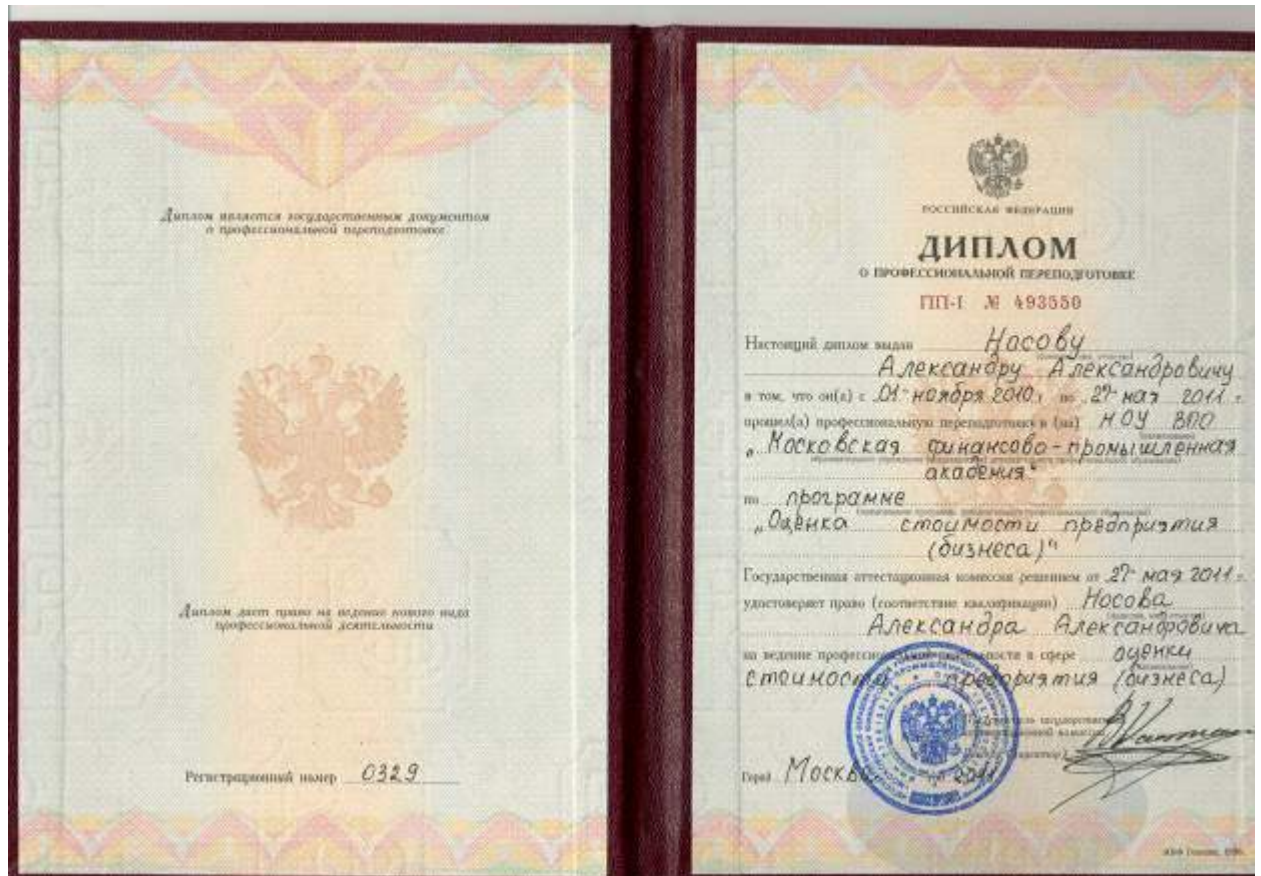 Диплом является государственным документом
о профессиональной переподготовке
Диплом дает право на ведение нового вида
профессиональной деятельности
Регистрационный номер 0329
РОССИЙСКАЯ ФЕДЕРАЦИЯ
ДИПЛОМ
О ПРОФЕССИОНАЛЬНОЙ ПЕРЕПОДГОТОВКЕ
ПП-I № 493550
Настоящий диплом выдан Носову
Александру Александровичу
в том, что он(а) с „01“ ноября 2010 г. по „27“ мая 2011 г.
прошел(а) профессиональную переподготовку в (на) НОУ ВПО
„Московская финансово-промышленная
академия“
по программе
„Оценка стоимости предприятия
(бизнеса)“
Государственная аттестационная комиссия решением от „27“ мая 2011 г.
удостоверяет право (соответствие квалификации) Носова
Александра Александровича
на ведение профессиональной деятельности в сфере оценки
стоимости предприятия (бизнеса)
Город Москва 2011